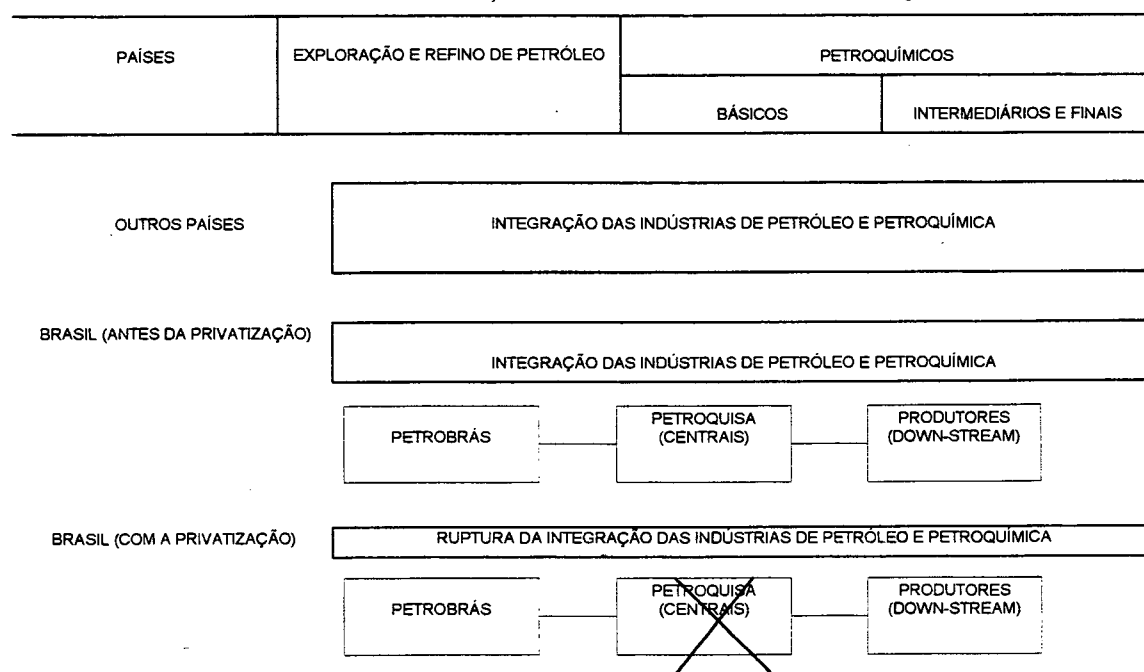 PAÍSES
EXPLORAÇÃO E REFINO DE PETRÓLEO
PETROQUÍMICOS
BÁSICOS
INTERMEDIÁRIOS E FINAIS
OUTROS PAÍSES
INTEGRAÇÃO DAS INDÚSTRIAS DE PETRÓLEO E PETROQUÍMICA
BRASIL (ANTES DA PRIVATIZAÇÃO)
INTEGRAÇÃO DAS INDÚSTRIAS DE PETRÓLEO E PETROQUÍMICA
PETROBRÁS
PETROQUISA
(CENTRAIS)
PRODUTORES
(DOWN-STREAM)
BRASIL (COM A PRIVATIZAÇÃO)
RUPTURA DA INTEGRAÇÃO DAS INDÚSTRIAS DE PETRÓLEO E PETROQUÍMICA
PETROBRÁS
PETROQUISA
(CENTRAIS)
PRODUTORES
(DOWN-STREAM)